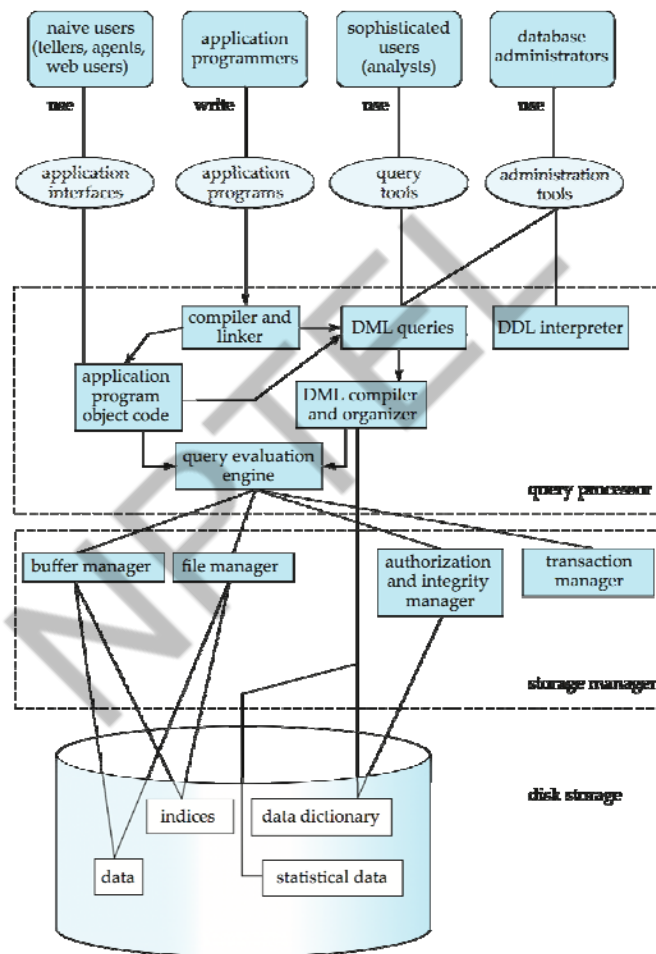 naive users
(tellers, agents,
web users)
application
programmers
sophisticated
users
(analysts)
database
administrators
use
write
use
use
application
interfaces
application
programs
query
tools
administration
tools
compiler and
linker
DML queries
DDL interpreter
application
program
object code
DML compiler
and organizer
query evaluation
engine
query processor
buffer manager
file manager
authorization
and integrity
manager
transaction
manager
storage manager
disk storage
indices
data dictionary
data
statistical data
NPTEL